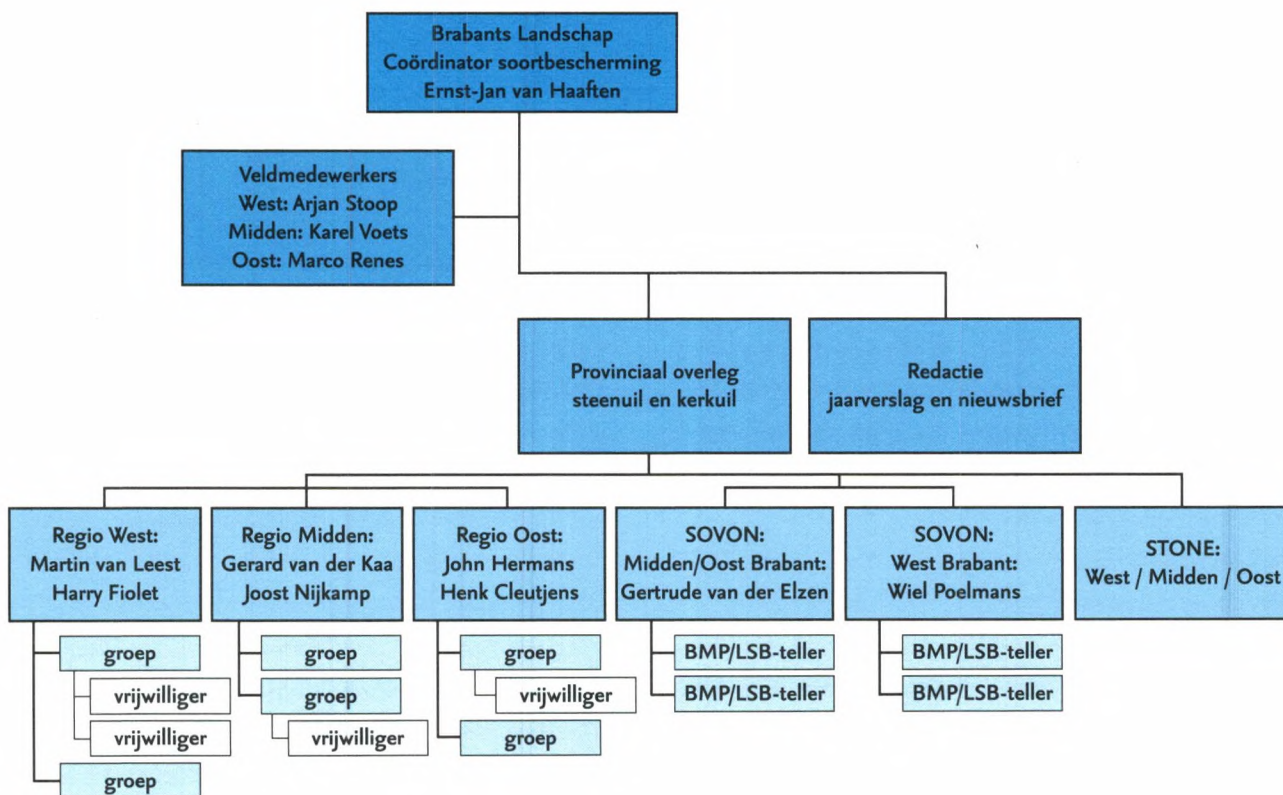 Brabants Landschap
Coördinator soortbescherming
Ernst-Jan van Haaften
Veldmedewerkers
West: Arjan Stoop
Midden: Karel Voets
Oost: Marco Renes
Provinciaal overleg
steenuil en kerkuil
Redactie
jaarverslag en nieuwsbrief
Regio West:
Martin van Leest
Harry Fiolet
groep
vrijwilliger
vrijwilliger
groep
Regio Midden:
Gerard van der Kaa
Joost Nijkamp
groep
groep
vrijwilliger
Regio Oost:
John Hermans
Henk Cleutjens
groep
vrijwilliger
groep
SOVON:
Midden/Oost Brabant:
Gertrude van der Elzen
BMP/LSB-teller
BMP/LSB-teller
SOVON:
West Brabant:
Wiel Poelmans
BMP/LSB-teller
BMP/LSB-teller
STONE:
West / Midden / Oost